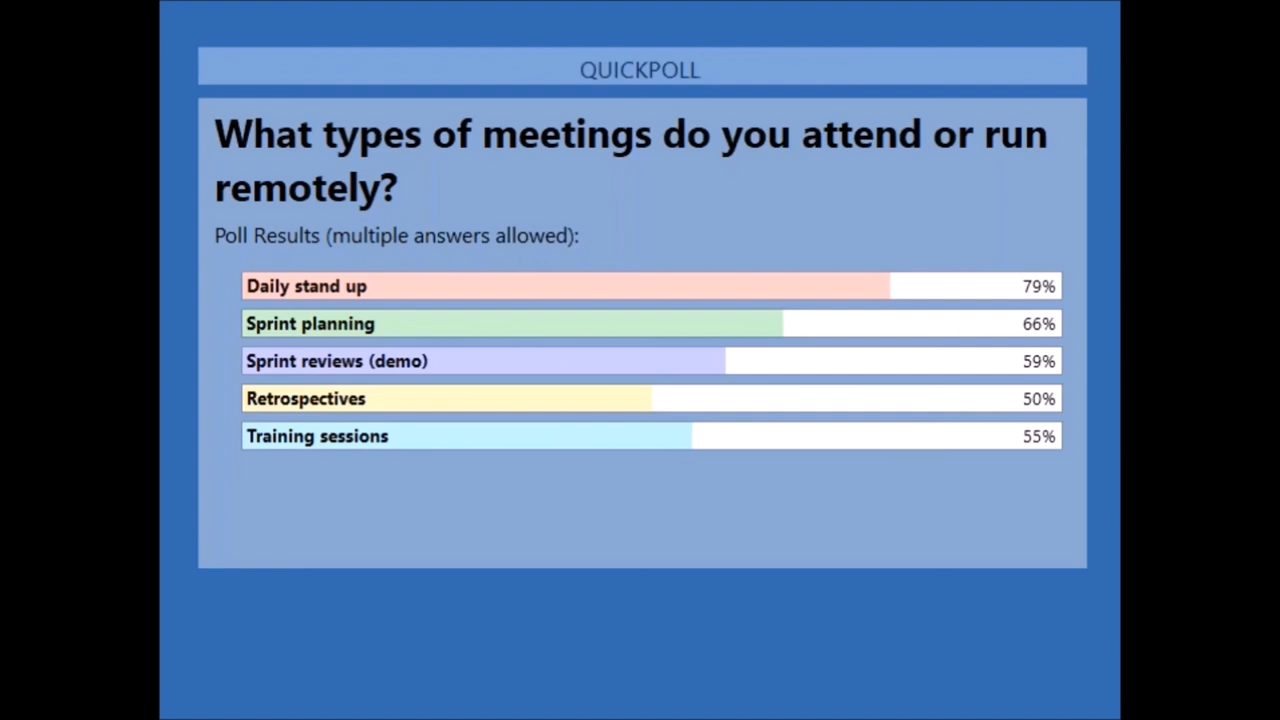 QUICKPOLL
What types of meetings do you attend or run
remotely?
Poll Results (multiple answers allowed):
Daily stand up 79%
Sprint planning 66%
Sprint reviews (demo) 59%
Retrospectives 50%
Training sessions 55%